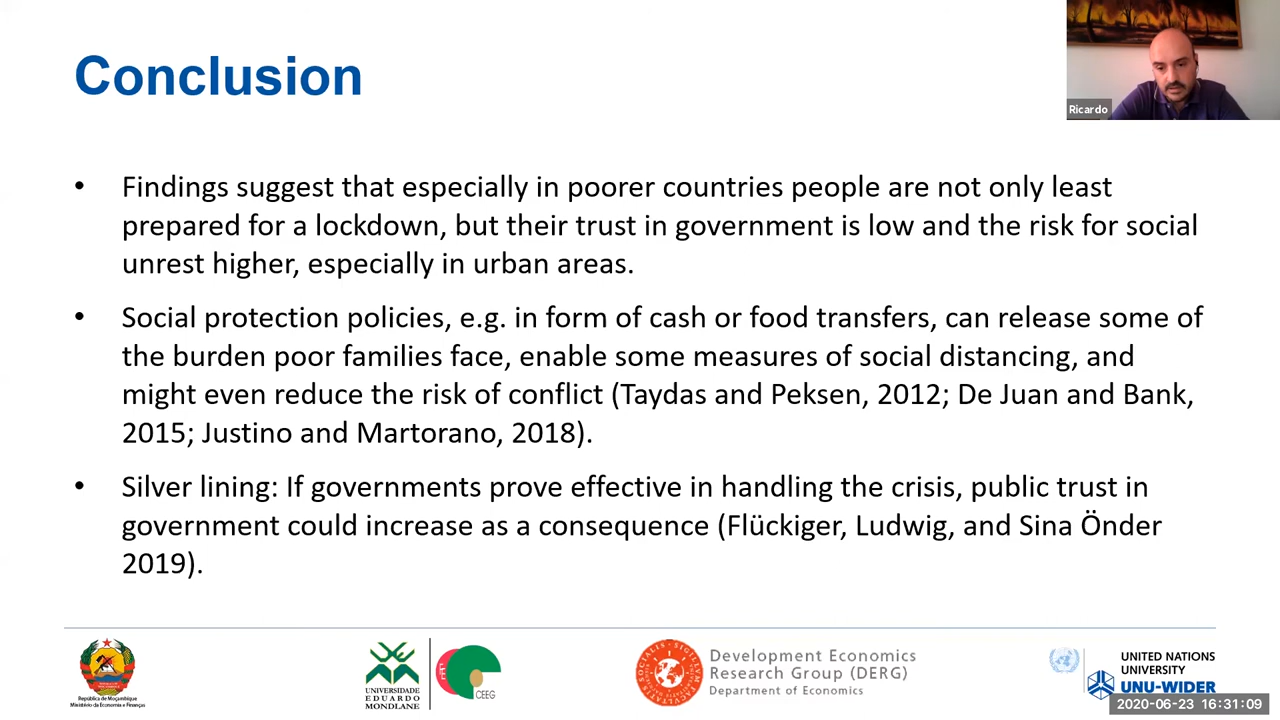 Conclusion
Ricardo
• Findings suggest that especially in poorer countries people are not only least
prepared for a lockdown, but their trust in government is low and the risk for social
unrest higher, especially in urban areas.
• Social protection policies, e.g. in form of cash or food transfers, can release some of
the burden poor families face, enable some measures of social distancing, and
might even reduce the risk of conflict (Taydas and Peksen, 2012; De Juan and Bank,
2015; Justino and Martorano, 2018).
• Silver lining: If governments prove effective in handling the crisis, public trust in
government could increase as a consequence (Flückiger, Ludwig, and Sina Önder
2019).
República de Moçambique
Ministério da Economia e Finanças
UNIVERSIDADE
EDUARDO
MONDLANE
CEEG
Development Economics
Research Group (DERG)
Department of Economics
UNITED NATIONS
UNIVERSITY
UNU-WIDER
2020-06-23 16:31:09